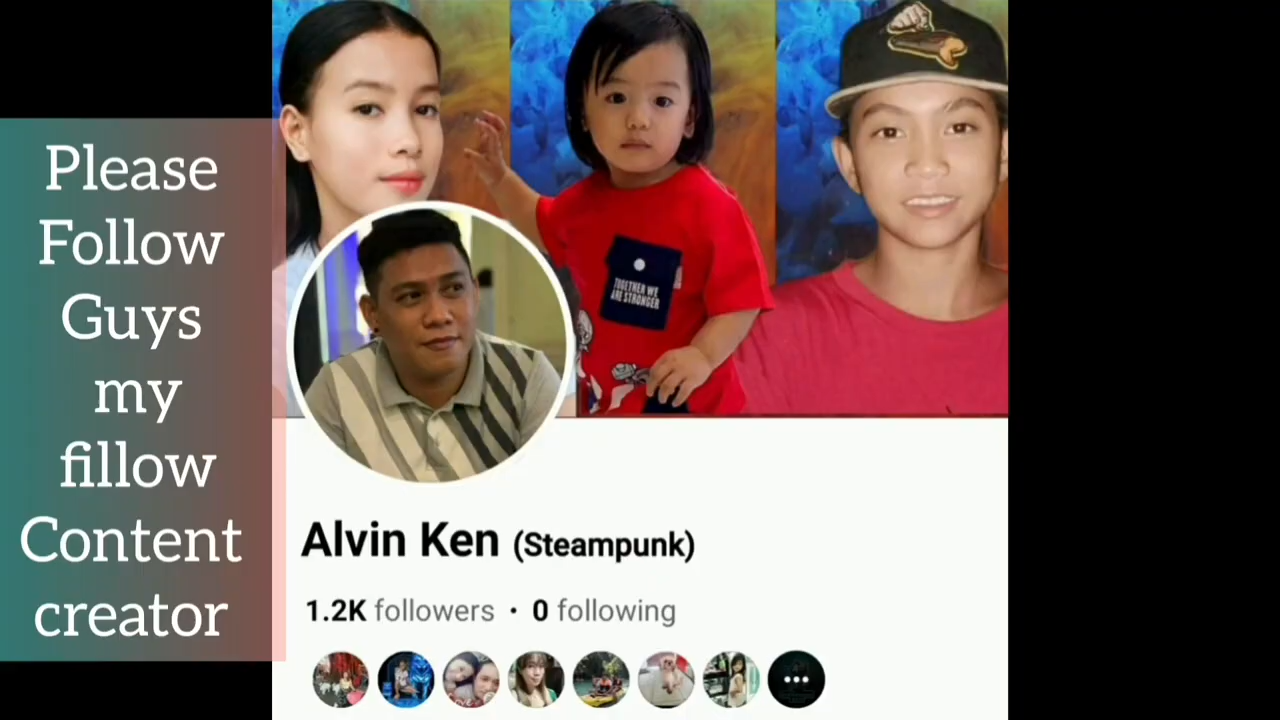 Please
Follow
Guys
my
fillow
Content
creator
TOGETHER WE
ARE STRONGER
Alvin Ken (Steampunk)
1.2K followers • 0 following